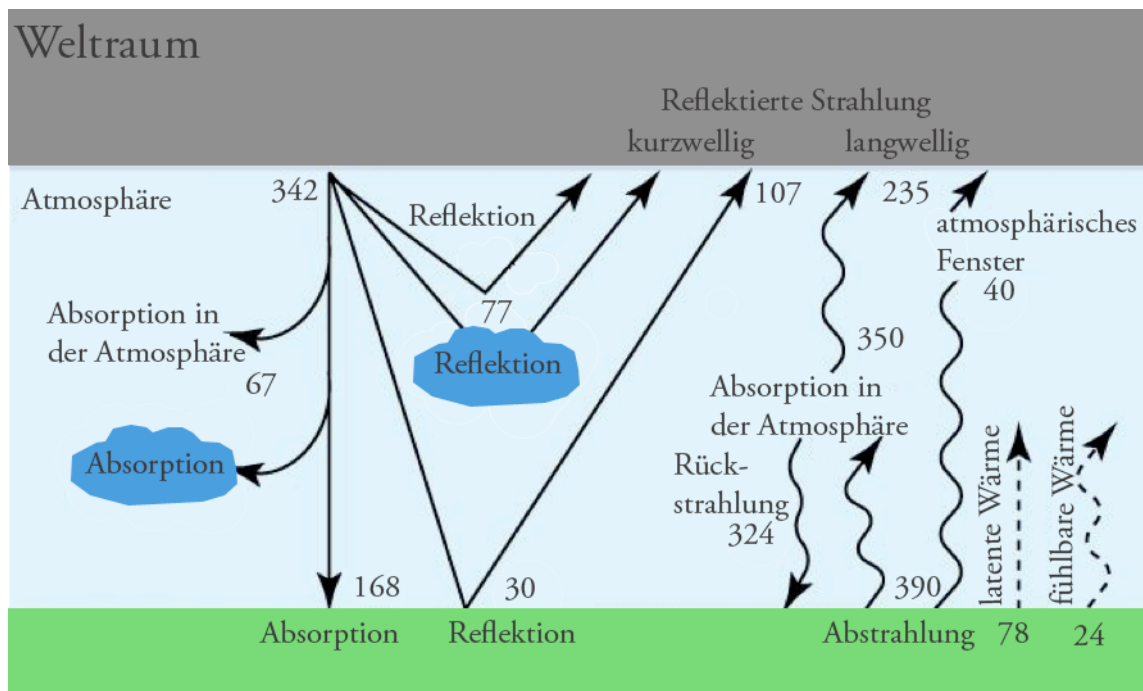 Weltraum
Reflektierte Strahlung
kurzwellig
langwellig
Atmosphäre
342
Reflektion
107
235
atmosphärisches
Fenster
40
77
Absorption in
der Atmosphäre
67
Reflektion
350
Absorption in
der Atmosphäre
Absorption
Rück-
strahlung
324
latente Wärme
fühlbare Wärme
168
30
390
Absorption
Reflektion
Abstrahlung
78
24